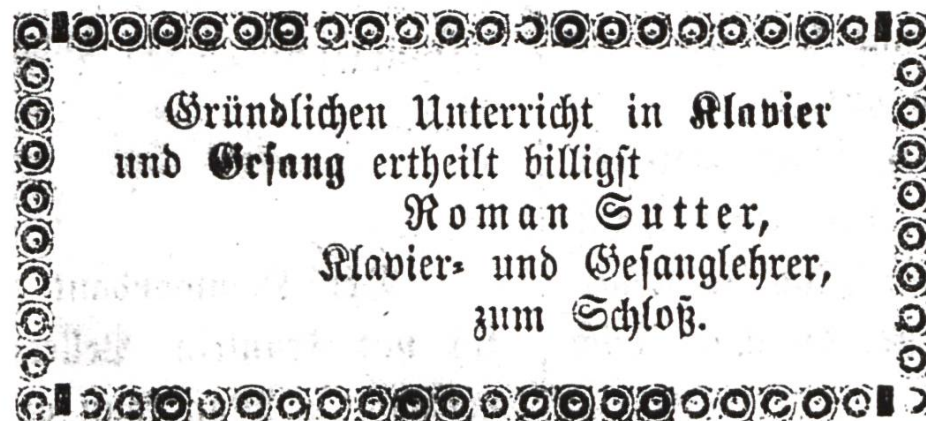 Gründlichen Unterricht in Klavier
und Gesang ertheilt billigst
Roman Sutter,
Klavier- und Gesanglehrer,
zum Schloß.